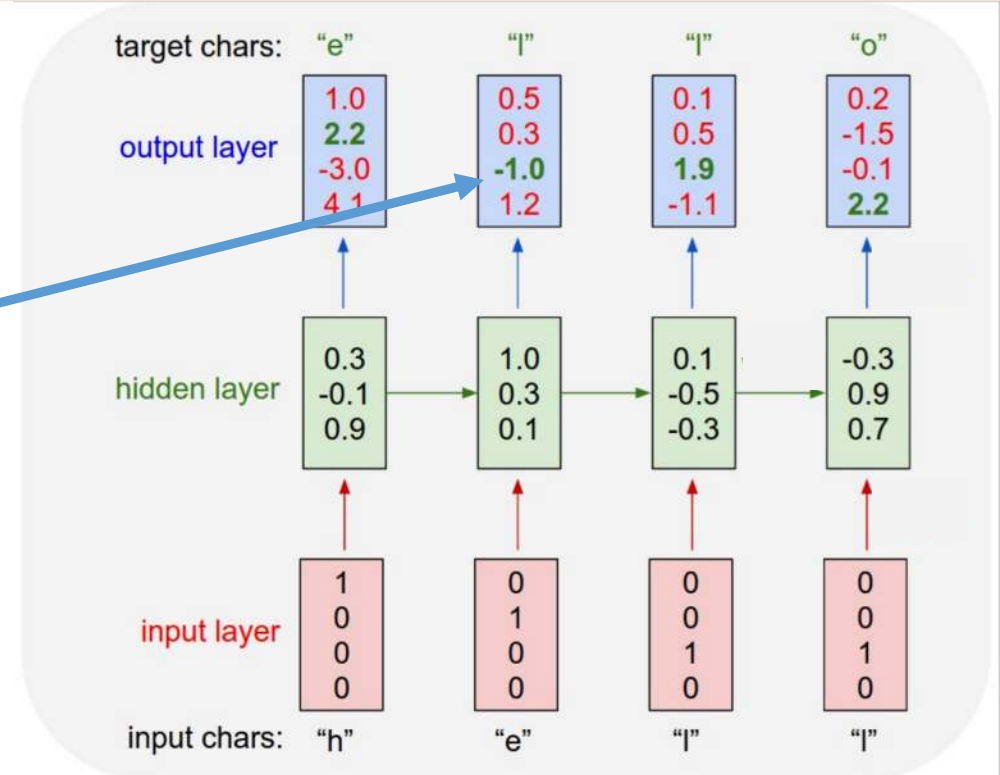 target chars: “e” “l” “l” “o”
1.0 0.5 0.1 0.2
2.2 0.3 0.5 -1.5
output layer
-3.0 -1.0 1.9 -0.1
4.1 1.2 -1.1 2.2
0.3 1.0 0.1 -0.3
hidden layer -0.1 0.3 -0.5 0.9
0.9 0.1 -0.3 0.7
1 0 0 0
0 1 0 0
input layer
0 0 1 1
0 0 0 0
input chars: “h” “e” “l” “l”